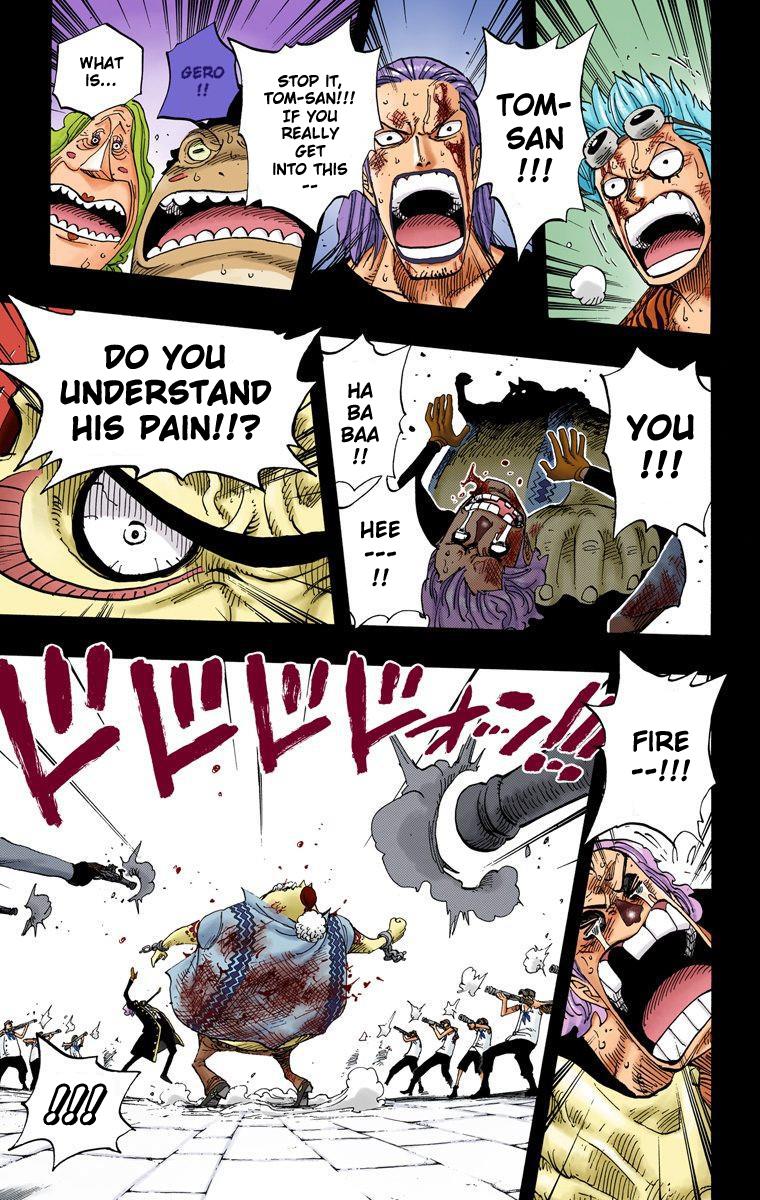 TOM-
SAN
!!!
STOP IT,
TOM-SAN!!!
IF YOU
REALLY
GET
INTO THIS
--
GERO
!!
WHAT
IS...
YOU
!!!
HA
BA
BAA
!!
HEE
---
!!
DO YOU
UNDERSTAND
HIS PAIN!!?
FIRE
--!!!
ドドドドォン!!!
!!!